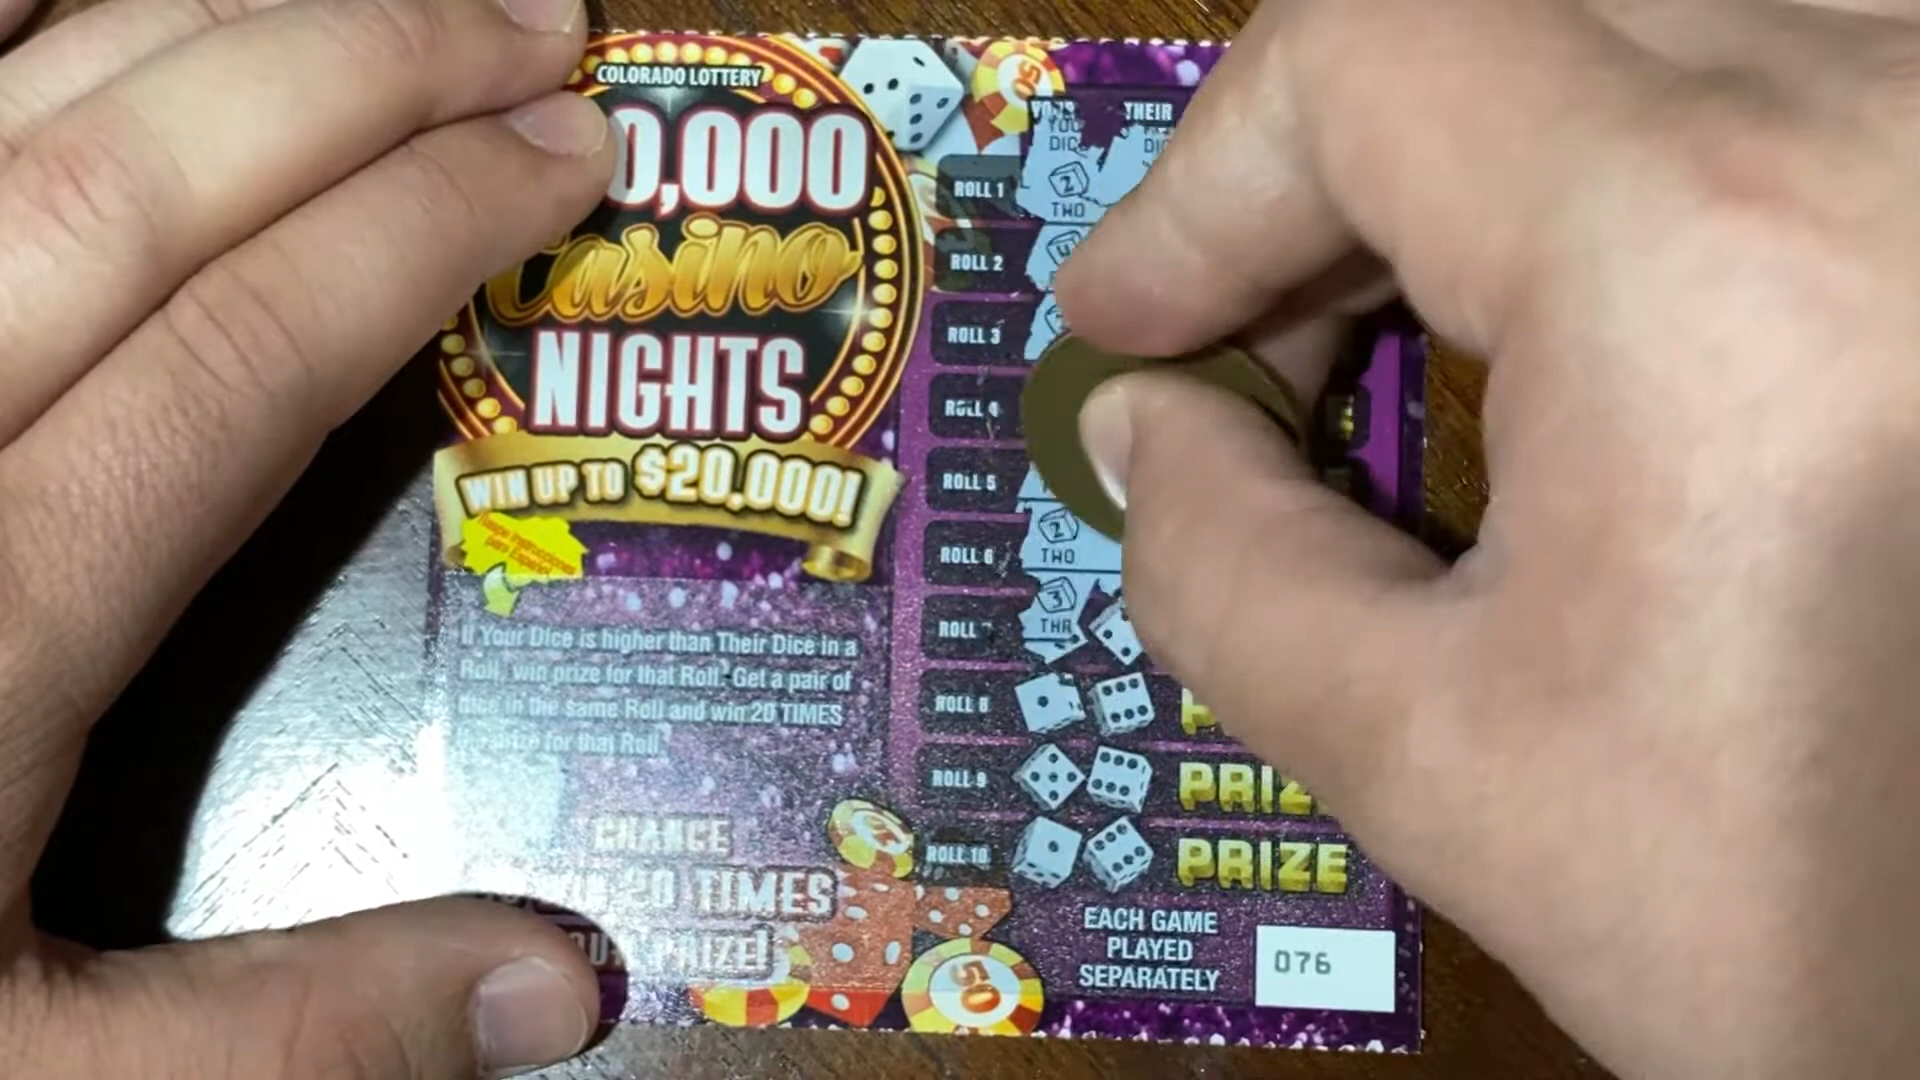 COLORADO LOTTERY
0,000
Casino
NIGHTS
WIN UP TO $20,000!
If Your Dice is higher than Their Dice in a
Roll, win prize for that Roll. Get a pair of
dice in the same Roll and win 20 TIMES
the prize for that Roll.
CHANCE
20 TIMES
PRIZE!
YOUR THEIR
ROLL 1
2
TWO
ROLL 2
4
ROLL 3
ROLL 4
ROLL 5
ROLL 6
2
TWO
ROLL
3
THR
ROLL 8
P
ROLL 9
PRIZ
ROLL 10
PRIZE
50
50
EACH GAME
PLAYED
SEPARATELY
076